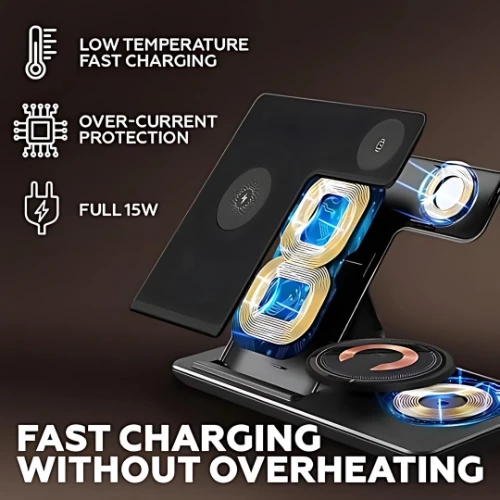 LOW TEMPERATURE
FAST CHARGING
OVER-CURRENT
PROTECTION
FULL 15W
FAST CHARGING
WITHOUT OVERHEATING